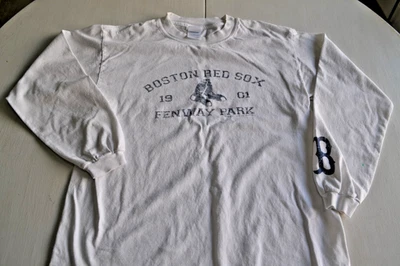 BOSTON RED SOX
19 01
FENWAY PARK
B